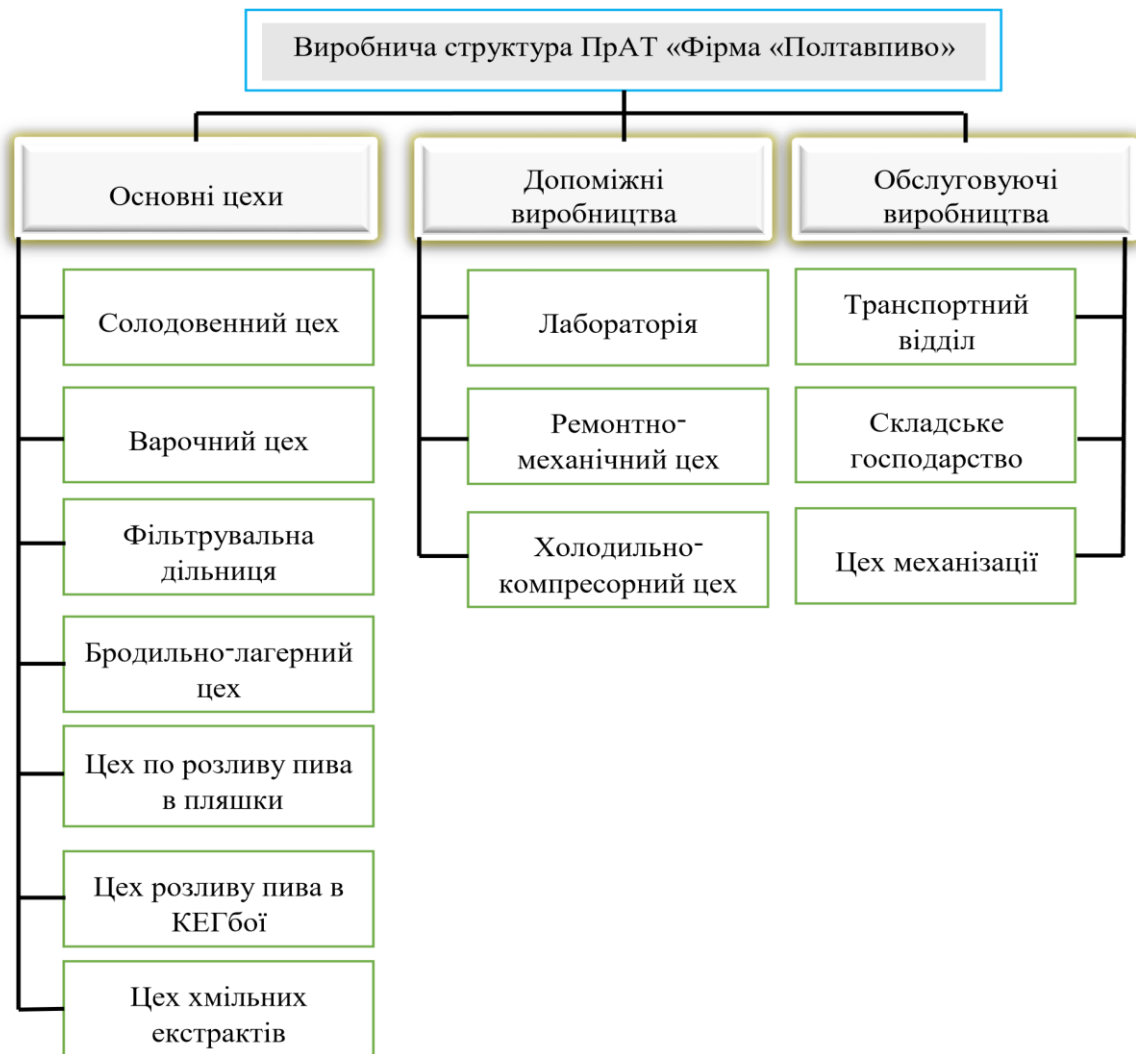 Виробнича структура ПрАТ «Фірма «Полтавпиво»
Основні цехи
Солодовенний цех
Варочний цех
Фільтрувальна
дільниця
Бродильно-лагерний
цех
Цех по розливу пива
в пляшки
Цех розливу пива в
КЕГбої
Цех хмільних
екстрактів
Допоміжні
виробництва
Лабораторія
Ремонтно-
механічний цех
Холодильно-
компресорний цех
Обслуговуючі
виробництва
Транспортний
відділ
Складське
господарство
Цех механізації